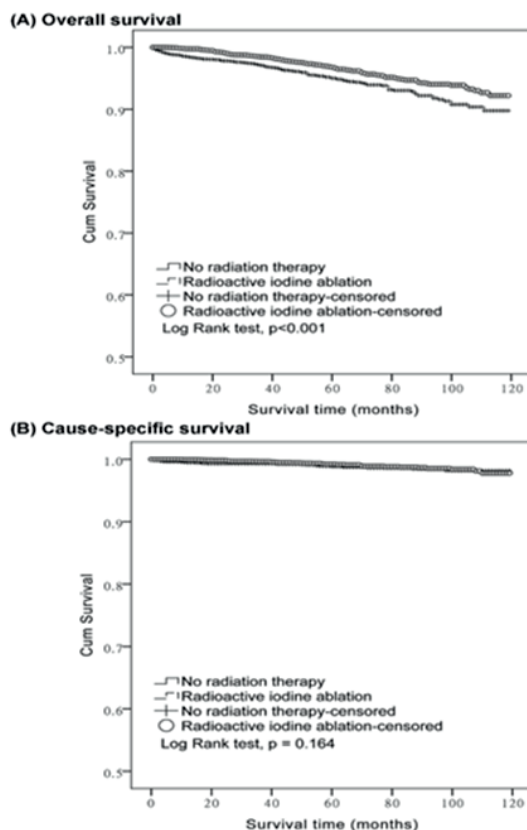 (A) Overall survival
1.0
0.9
0.8
0.7
0.6
0.5
Cum Survival
No radiation therapy
Radioactive iodine ablation
No radiation therapy-censored
Radioactive iodine ablation-censored
Log Rank test, p<0.001
0 20 40 60 80 100 120
Survival time (months)
(B) Cause-specific survival
1.0
0.9
0.8
0.7
0.6
0.5
Cum Survival
No radiation therapy
Radioactive iodine ablation
No radiation therapy-censored
Radioactive iodine ablation-censored
Log Rank test, p = 0.164
0 20 40 60 80 100 120
Survival time (months)